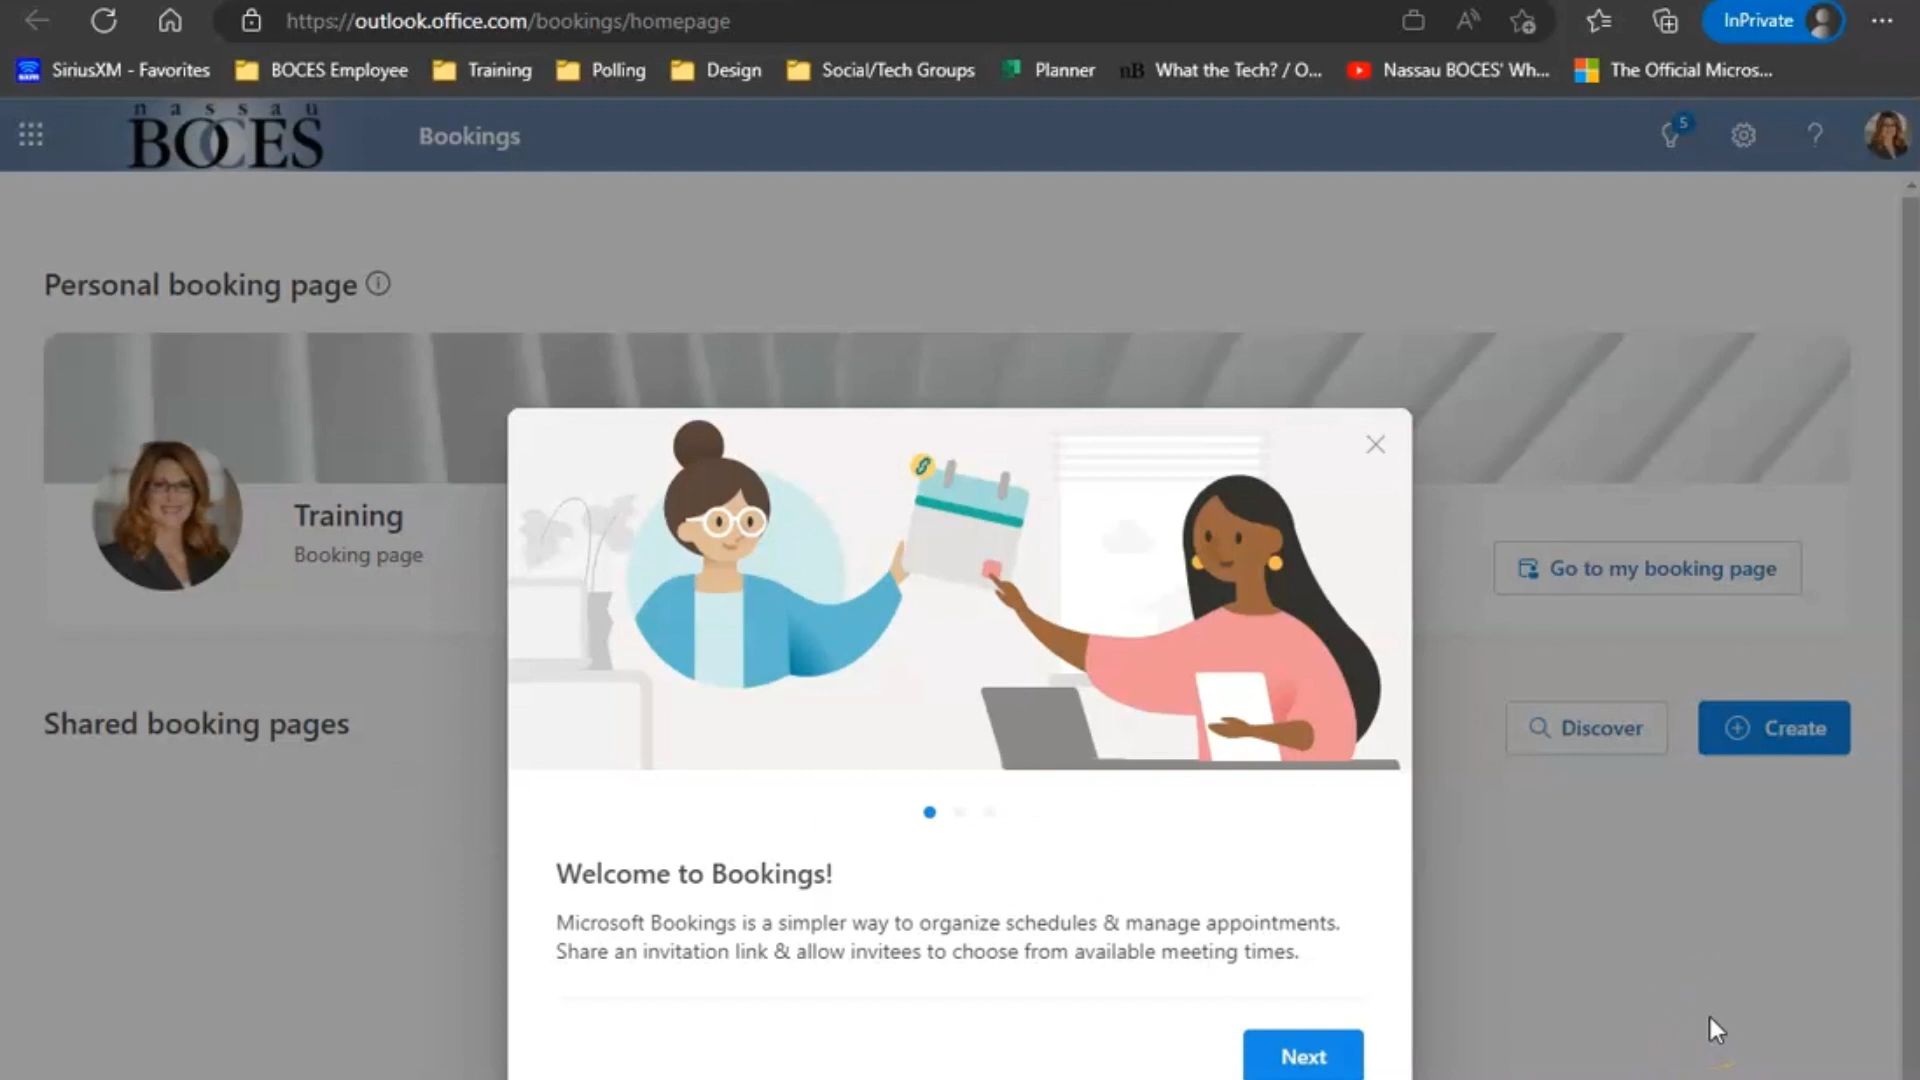 https://outlook.office.com/bookings/homepage
InPrivate
SiriusXM - Favorites
BOCES Employee
Training
Polling
Design
Social/Tech Groups
Planner
nB What the Tech? / O...
Nassau BOCES' Wh...
The Official Micros...
nassau
BOCES
Bookings
5
Personal booking page
Training
Booking page
Go to my booking page
Shared booking pages
Discover
Create
Welcome to Bookings!
Microsoft Bookings is a simpler way to organize schedules & manage appointments.
Share an invitation link & allow invitees to choose from available meeting times.
Next